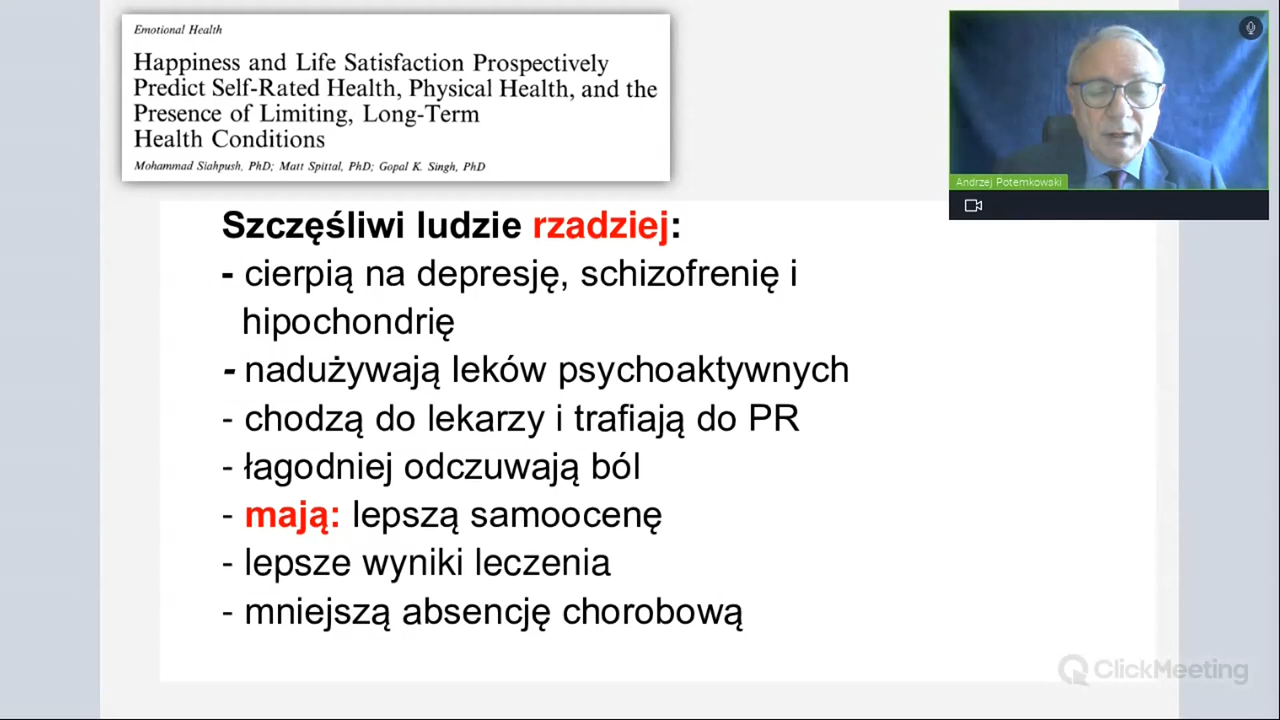 Emotional Health
Happiness and Life Satisfaction Prospectively
Predict Self-Rated Health, Physical Health, and the
Presence of Limiting, Long-Term
Health Conditions
Mohammad Siahpush, PhD; Matt Spittal, PhD; Gopal K. Singh, PhD
Andrzej Potemkowski
Szczęśliwi ludzie rzadziej:
- cierpią na depresję, schizofrenię i
hipochondrię
- nadużywają leków psychoaktywnych
- chodzą do lekarzy i trafiają do PR
- łagodniej odczuwają ból
- mają: lepszą samoocenę
- lepsze wyniki leczenia
- mniejszą absencję chorobową
ClickMeeting